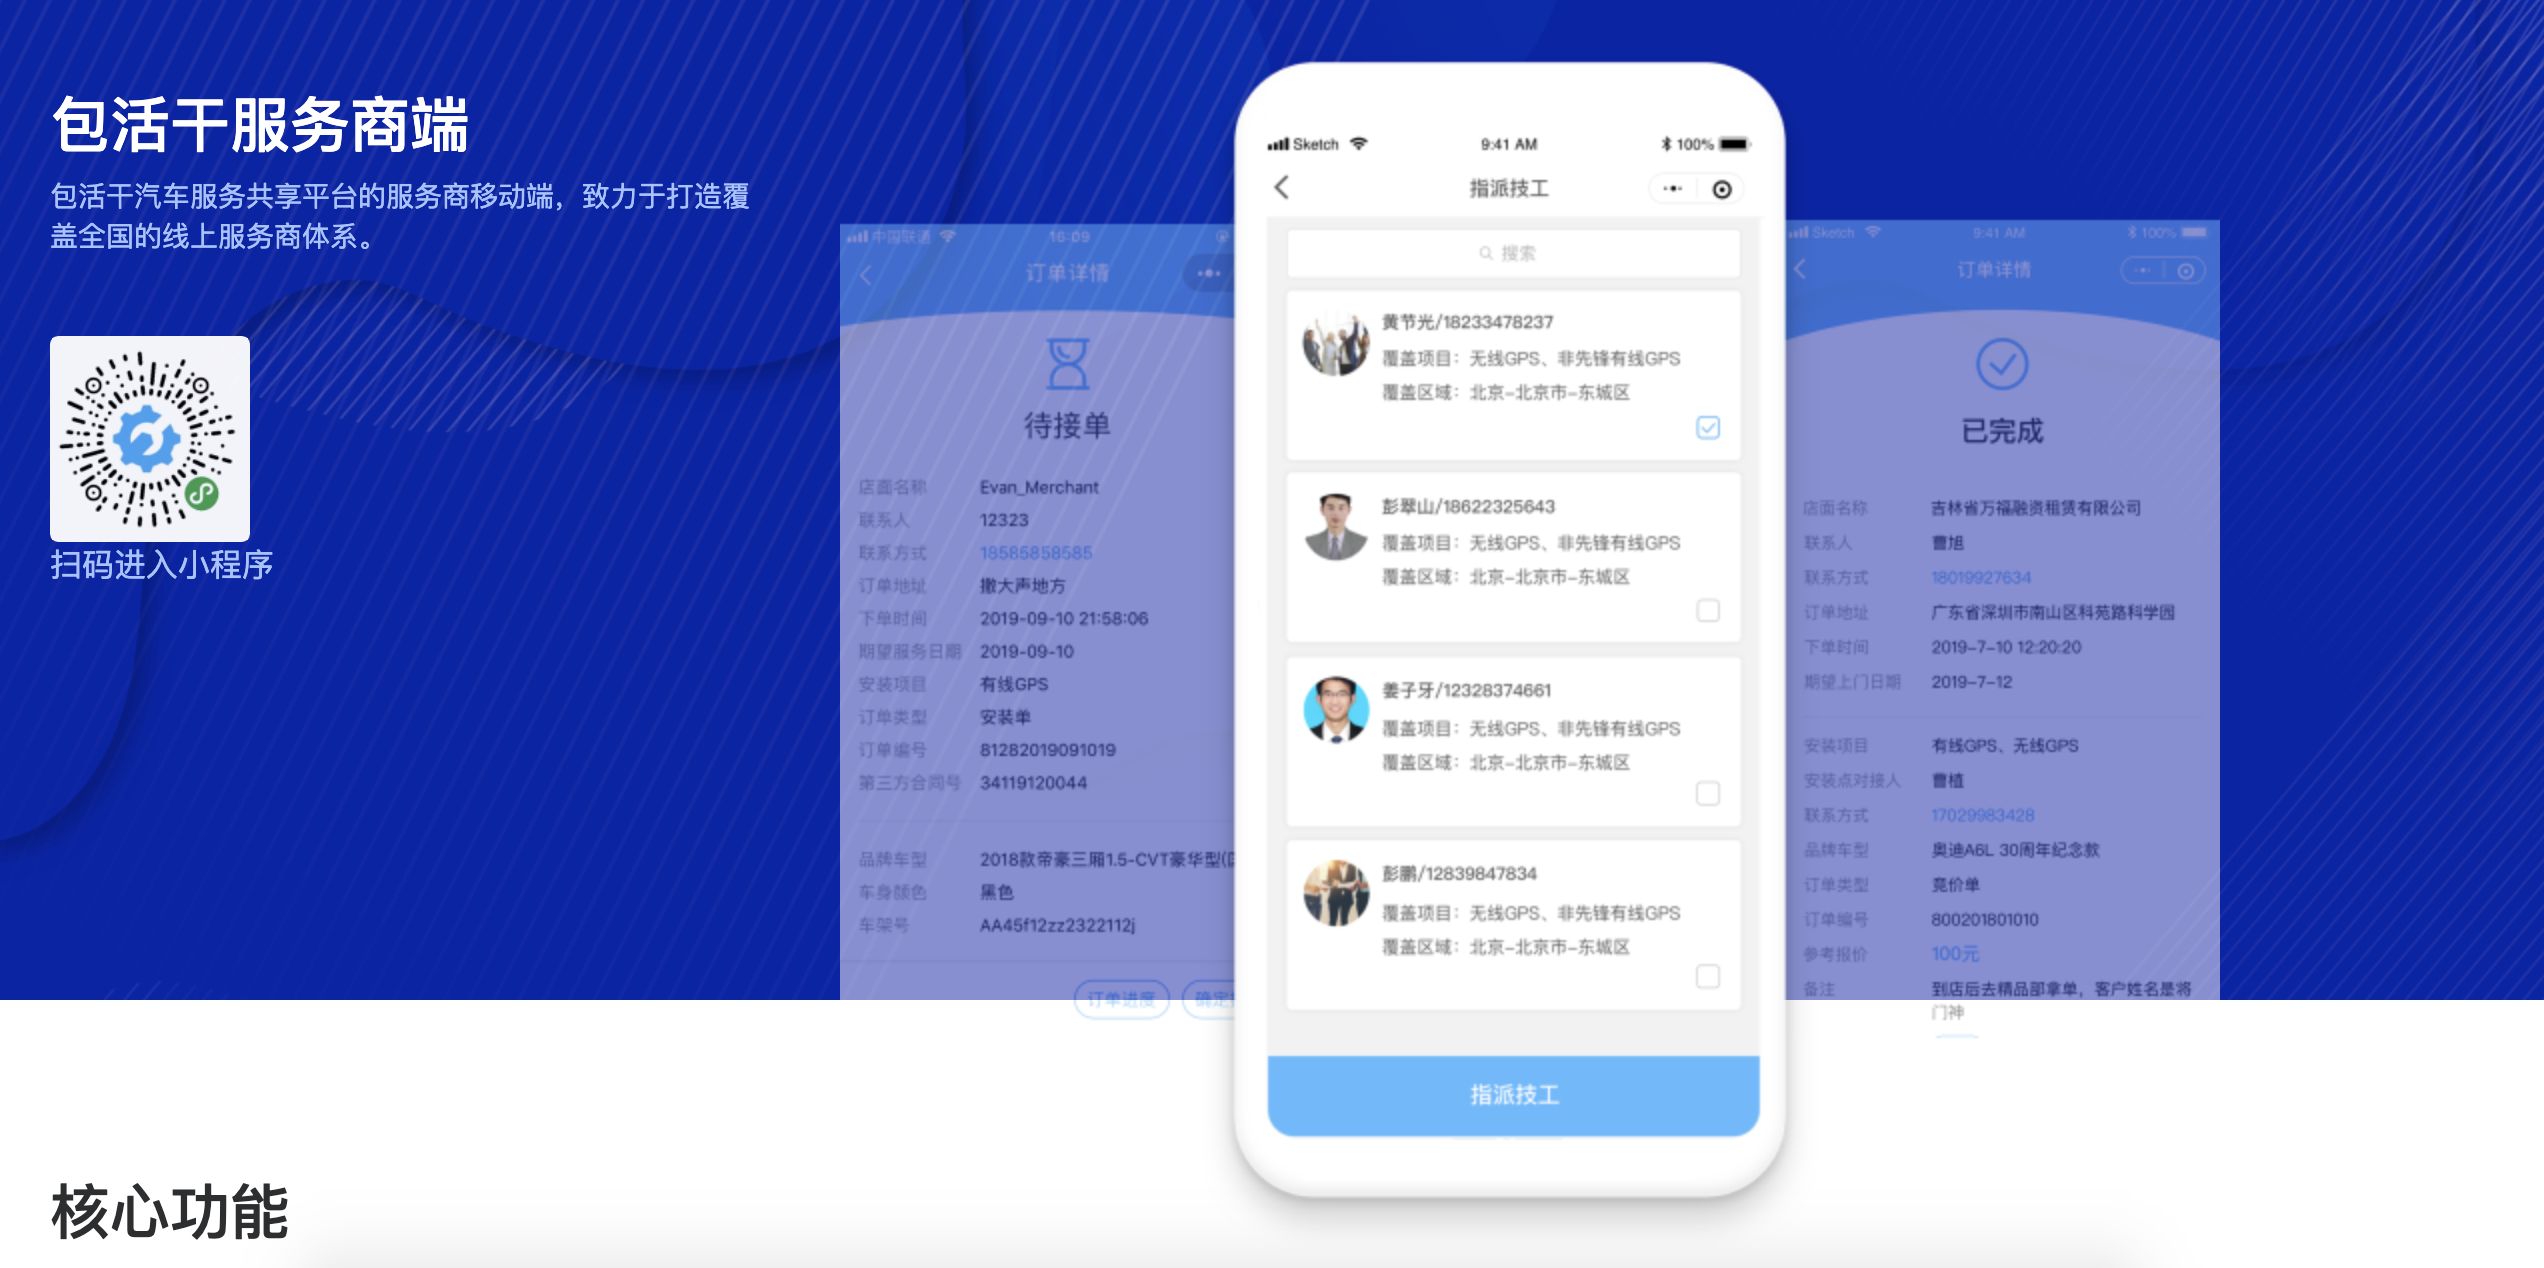 包活干服务商端
包活干汽车服务共享平台的服务商移动端，致力于打造覆
盖全国的线上服务商体系。
扫码进入小程序
中国联通 16:09
订单详情
待接单
店面名称 Evan_Merchant
联系人 12323
联系方式 18585858585
订单地址 撒大声地方
下单时间 2019-09-10 21:58:06
期望服务日期 2019-09-10
安装项目 有线GPS
订单类型 安装单
订单编号 81282019091019
第三方合同号 34119120044
品牌车型 2018款帝豪三厢1.5-CVT豪华型(
车身颜色 黑色
车架号 AA45f12zz2322112j
订单进度 确定
Sketch 9:41 AM 100%
指派技工
搜索
黄节光/18233478237
覆盖项目：无线GPS、非先锋有线GPS
覆盖区域：北京-北京市-东城区
彭翠山/18622325643
覆盖项目：无线GPS、非先锋有线GPS
覆盖区域：北京-北京市-东城区
姜子牙/12328374661
覆盖项目：无线GPS、非先锋有线GPS
覆盖区域：北京-北京市-东城区
彭鹏/12839847834
覆盖项目：无线GPS、非先锋有线GPS
覆盖区域：北京-北京市-东城区
指派技工
Sketch 9:41 AM 100%
订单详情
已完成
店面名称 吉林省万福融资租赁有限公司
联系人 曹旭
联系方式 18019927634
订单地址 广东省深圳市南山区科苑路科学园
下单时间 2019-7-10 12:20:20
期望上门日期 2019-7-12
安装项目 有线GPS、无线GPS
安装点对接人 曹植
联系方式 17029983428
品牌车型 奥迪A6L 30周年纪念款
订单类型 竞价单
订单编号 800201801010
参考报价 100元
备注 到店后去精品部拿单，客户姓名是将
门神
核心功能